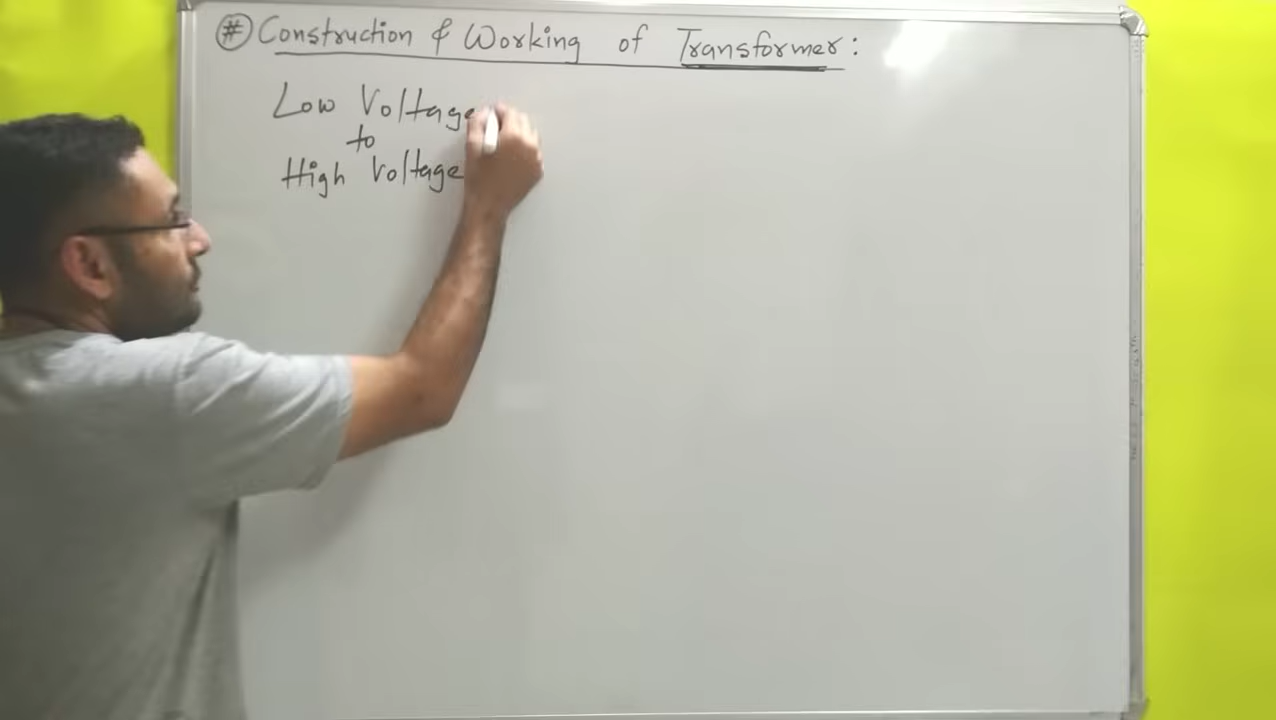 # Construction & Working of Transformer:
Low Voltage
to
High Voltage